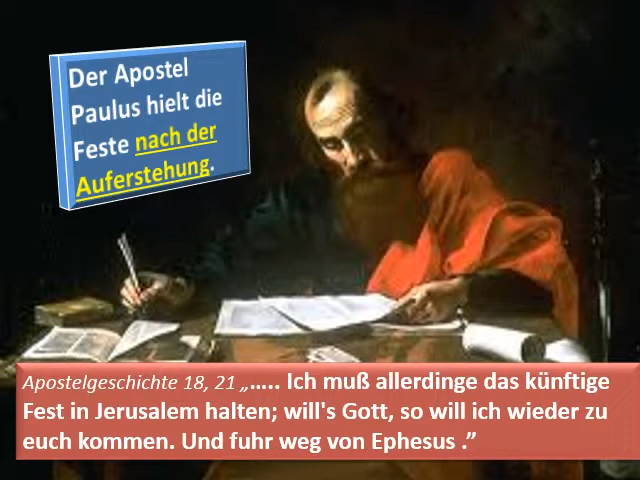 Der Apostel
Paulus hielt die
Feste nach der
Auferstehung.
Apostelgeschichte 18, 21 „….. Ich muß allerdinge das künftige
Fest in Jerusalem halten; will's Gott, so will ich wieder zu
euch kommen. Und fuhr weg von Ephesus .”